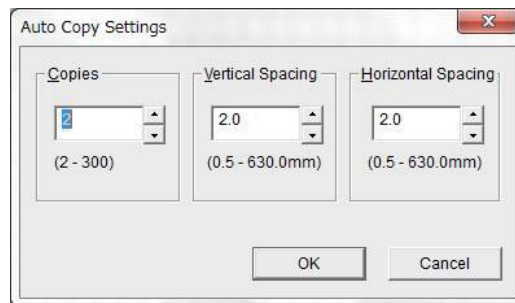 Auto Copy Settings
Copies
2
(2 - 300)
Vertical Spacing
2.0
(0.5 - 630.0mm)
Horizontal Spacing
2.0
(0.5 - 630.0mm)
OK
Cancel